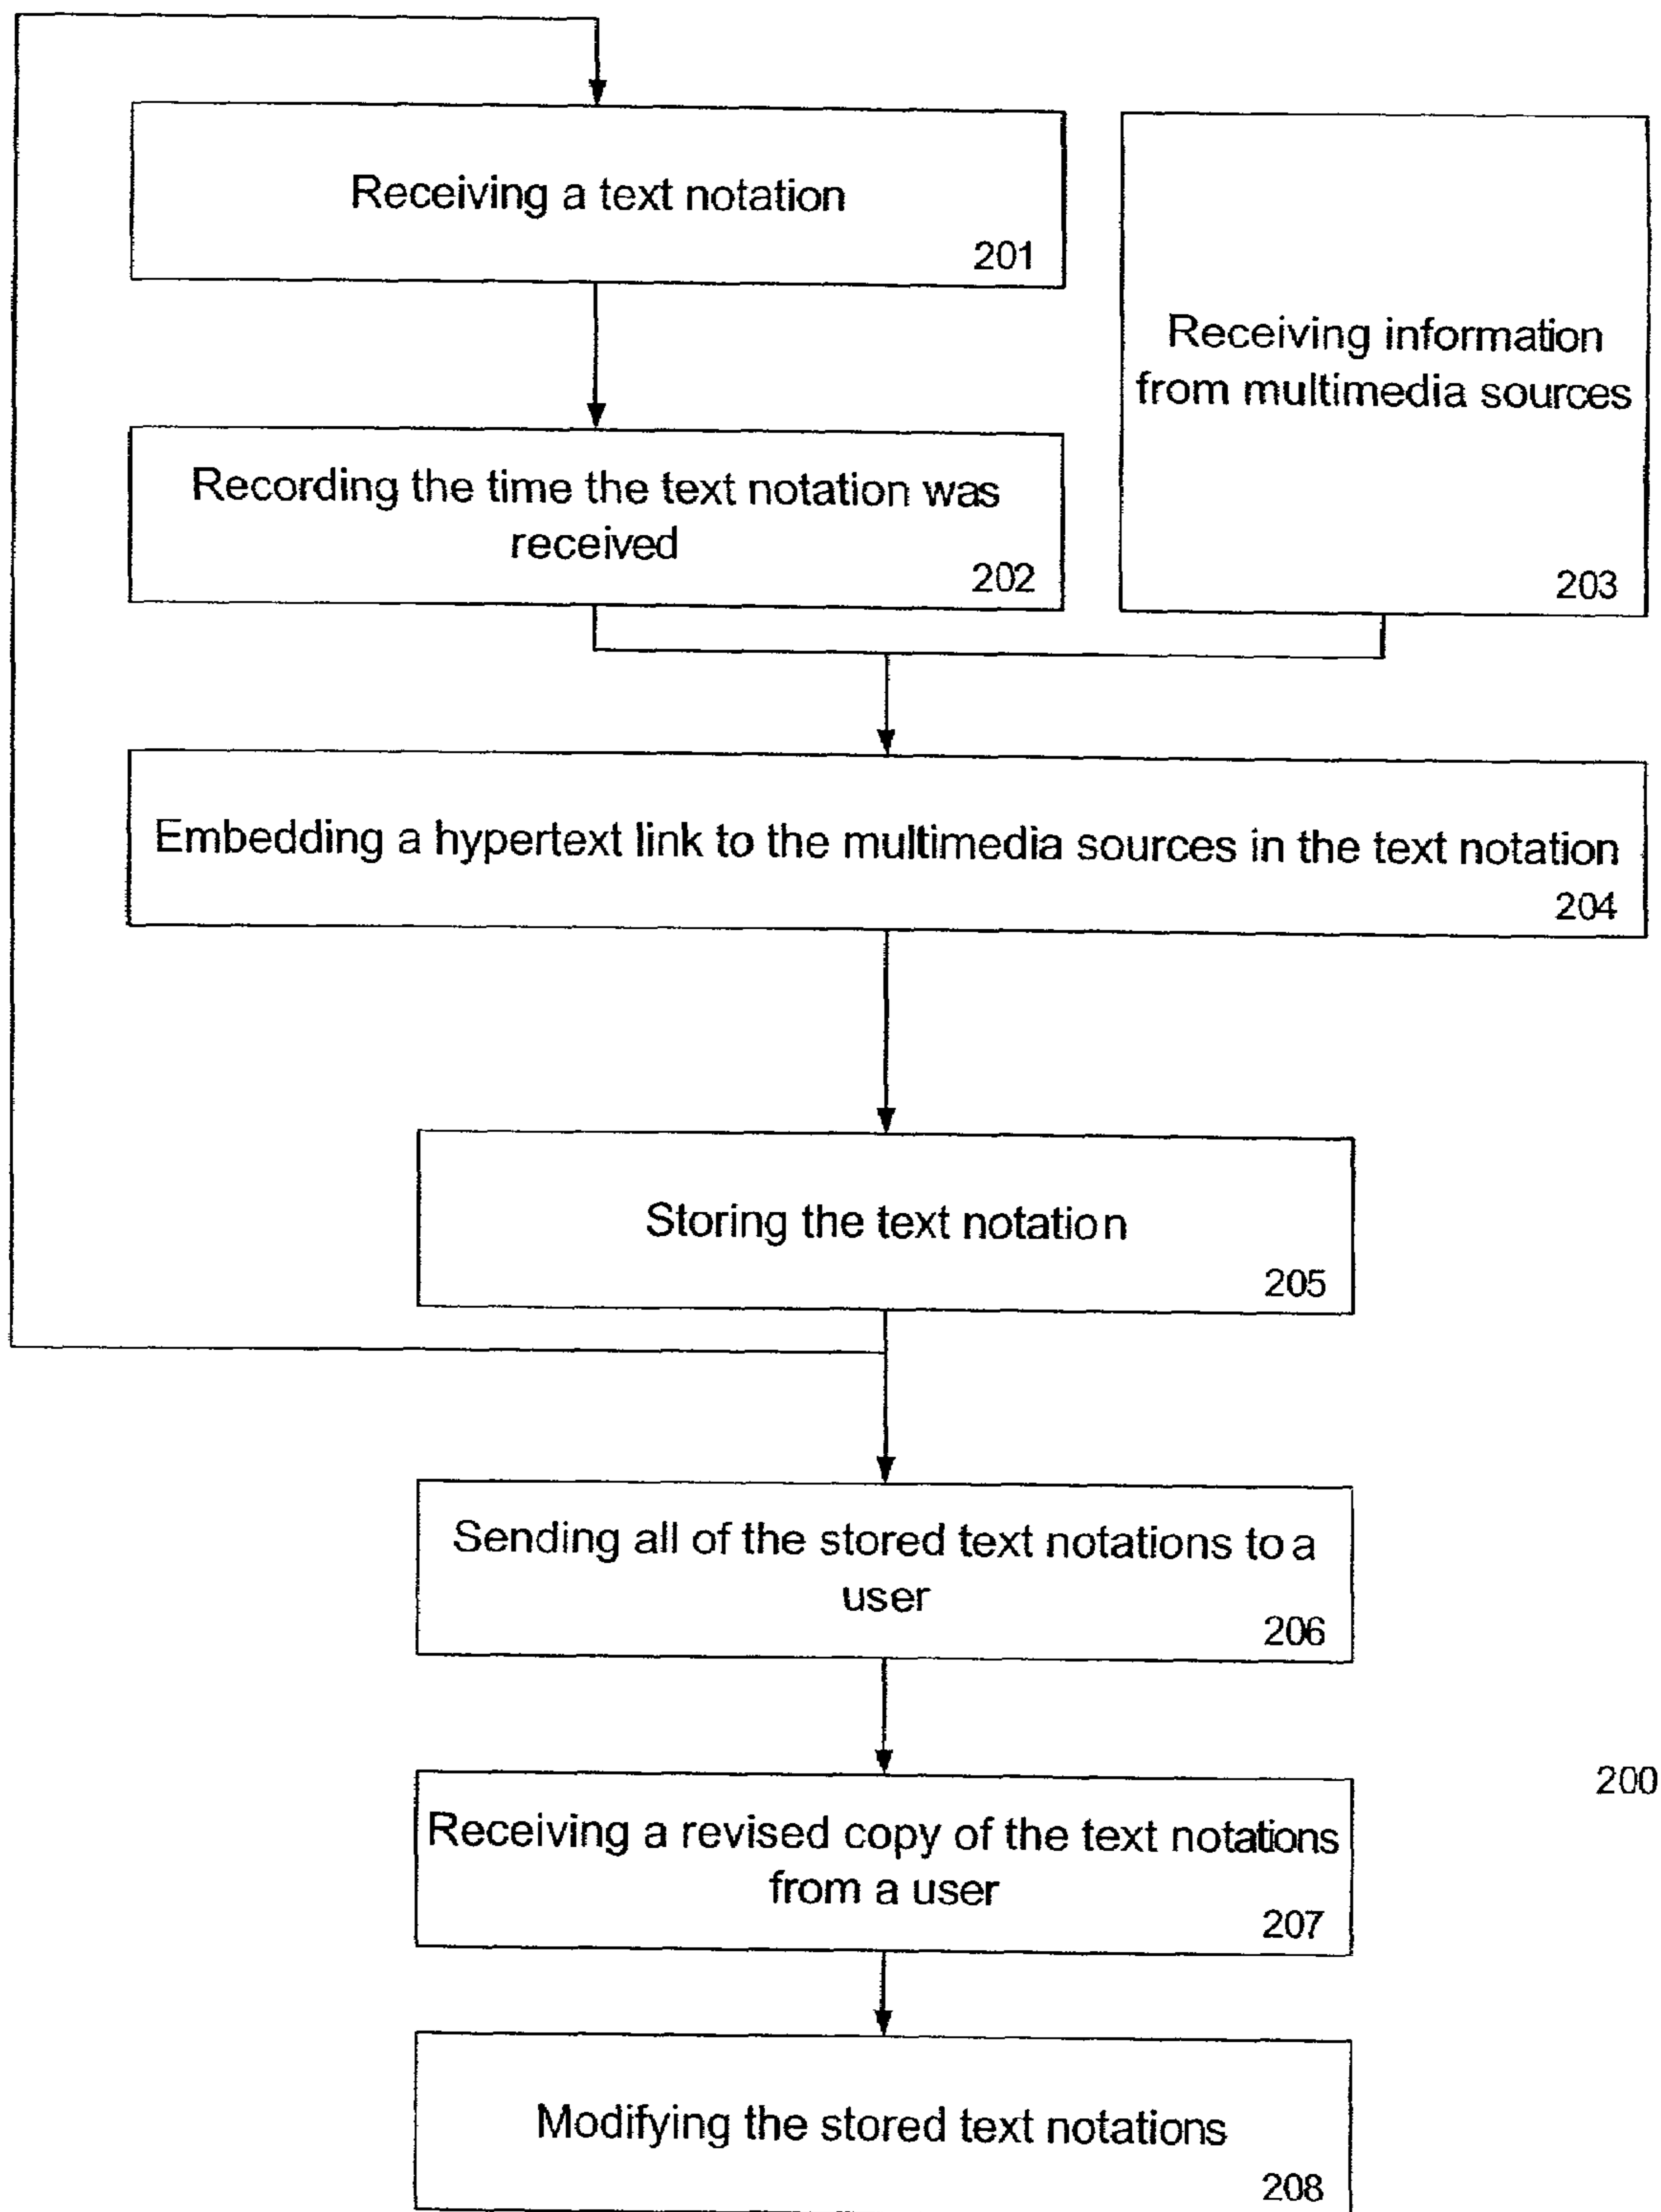 Receiving a text notation
201
Receiving information
from multimedia sources
203
Recording the time the text notation was
received
202
Embedding a hypertext link to the multimedia sources in the text notation
204
Storing the text notation
205
Sending all of the stored text notations to a
user
206
200
Receiving a revised copy of the text notations
from a user
207
Modifying the stored text notations
208